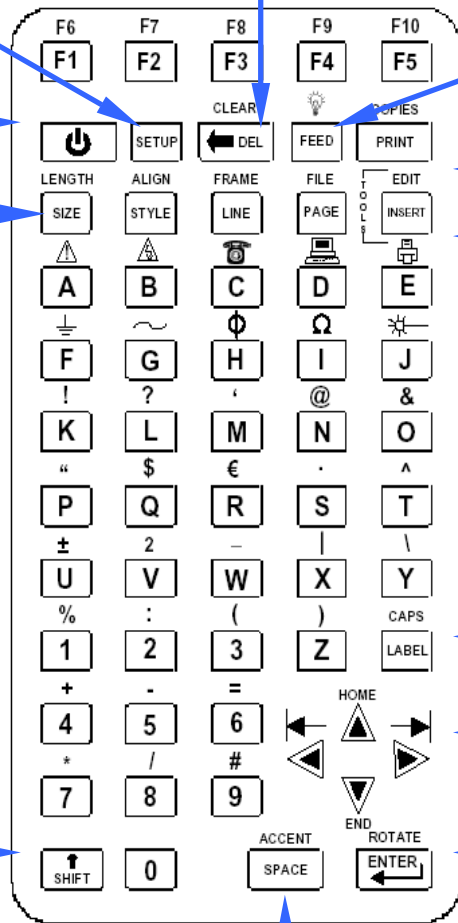 F6 F7 F8 F9 F10
F1 F2 F3 F4 F5
CLEAR COPIES
SETUP DEL FEED PRINT
LENGTH ALIGN FRAME FILE EDIT
SIZE STYLE LINE PAGE TOOLS INSERT
A B C D E
ϕ Ω
F G H I J
! ? ‘ @ &
K L M N O
“ $ € · ^
P Q R S T
± 2 _ | \
U V W X Y
% : ( ) CAPS
1 2 3 Z LABEL
+ - = HOME
4 5 6
* / #
7 8 9
END
ACCENT ROTATE
SHIFT 0 SPACE ENTER